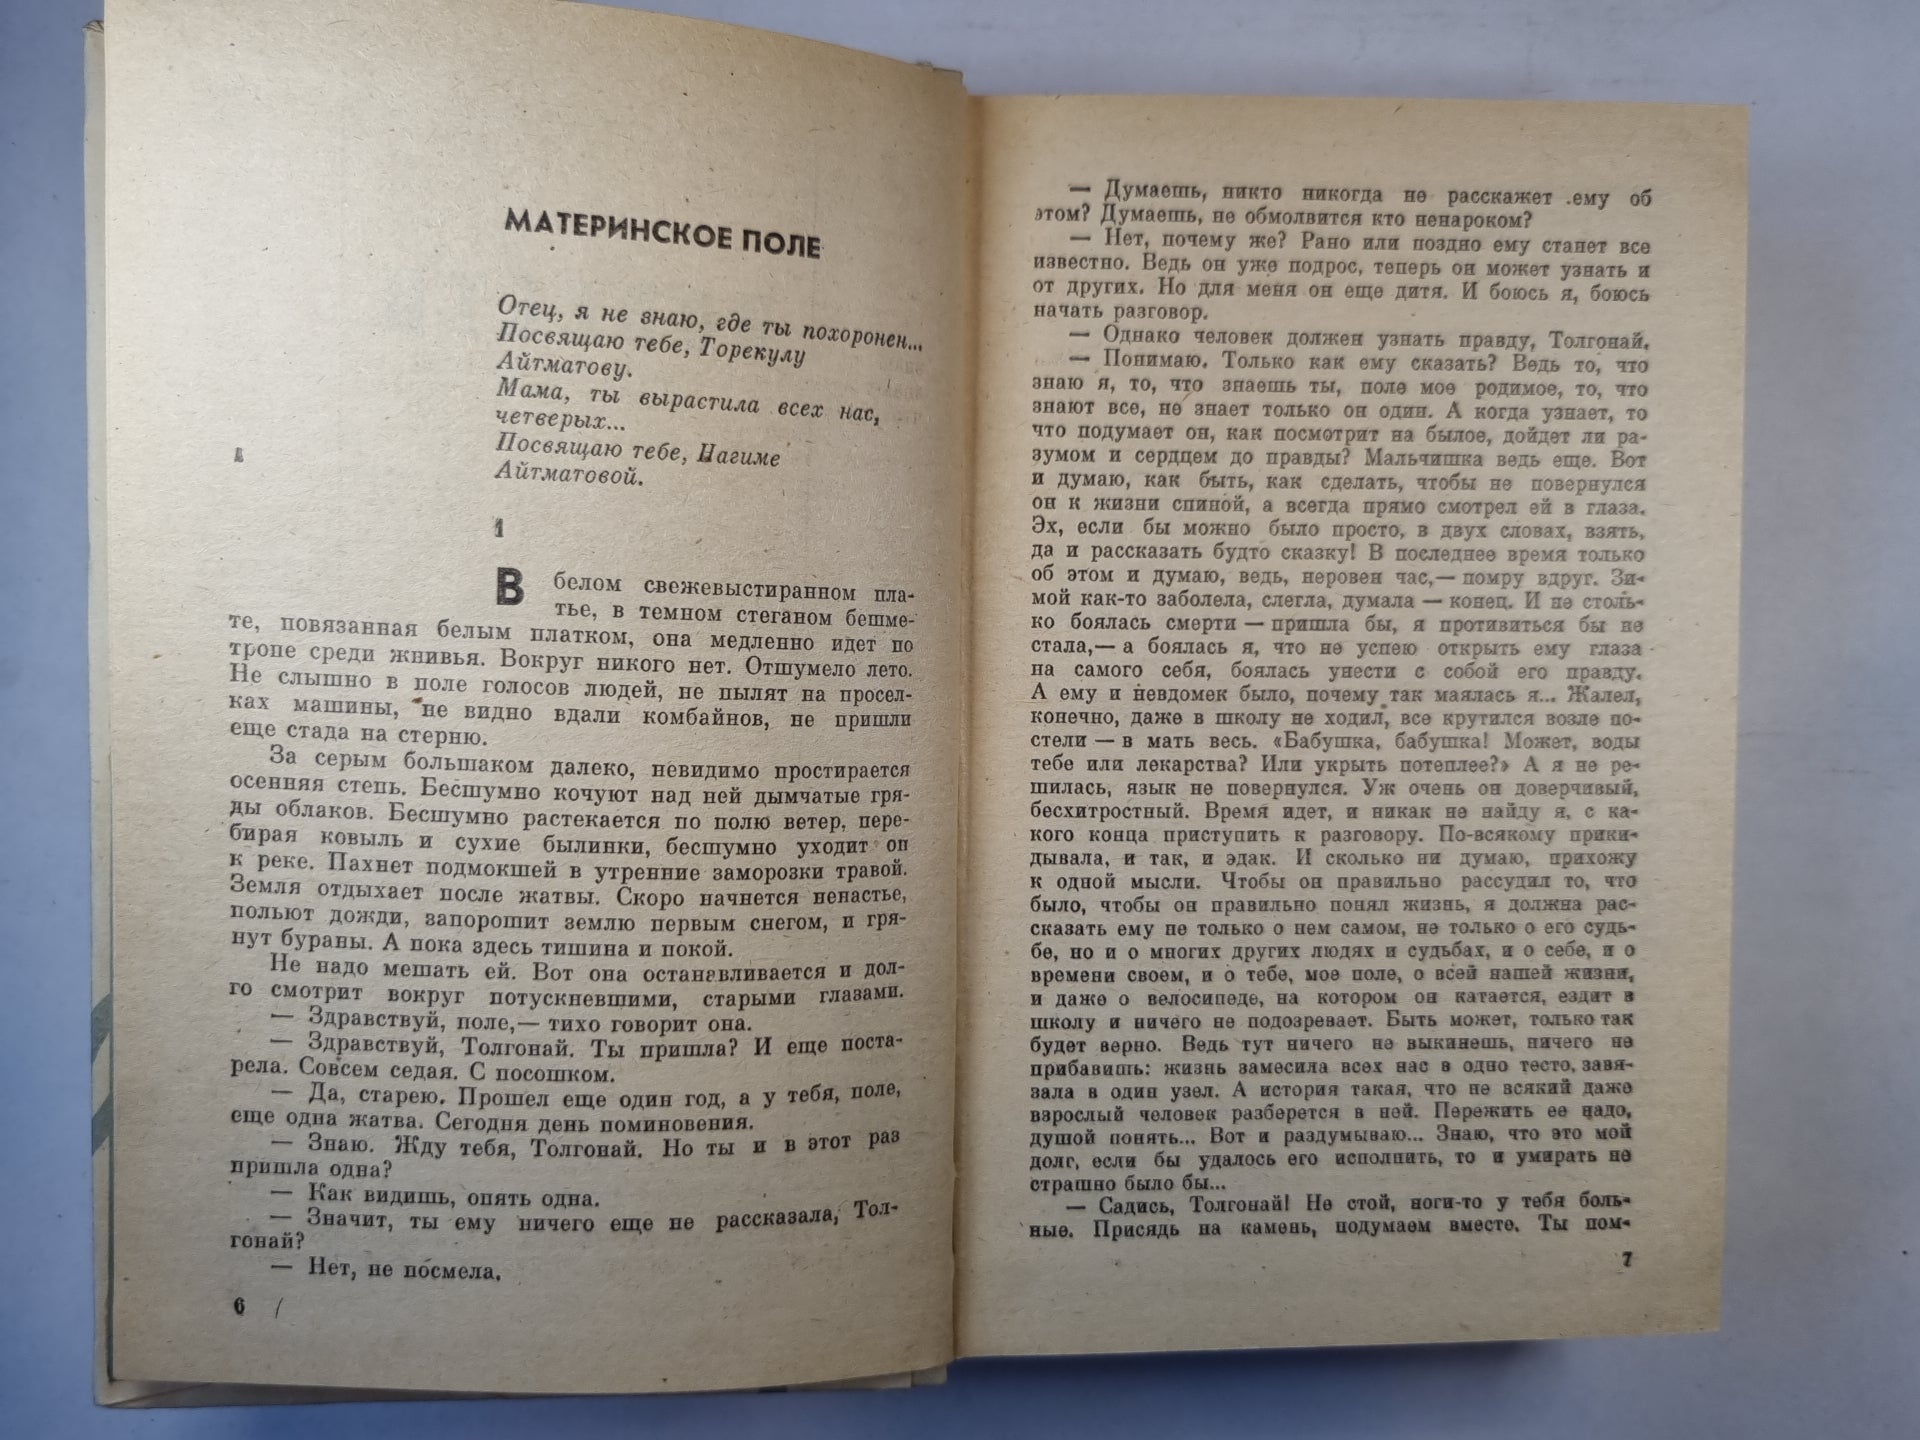 МАТЕРИНСКОЕ ПОЛЕ
Отец, я не знаю, где ты похоронен...
Посвящаю тебе, Торекулу
Айтматову.
Мама, ты вырастила всех нас,
четверых...
Посвящаю тебе, Нагиме
Айтматовой.
1
В белом свежевыстиранном пла-
тье, в темном стеганом бешме-
те, повязанная белым платком, она медленно идет по
тропе среди жнивья. Вокруг никого нет. Отшумело лето.
Не слышно в поле голосов людей, не пылят на просел-
ках машины, не видно вдали комбайнов, не пришли
еще стада на стерню.
За серым большаком далеко, невидимо простирается
осенняя степь. Бесшумно кочуют над ней дымчатые гря-
ды облаков. Бесшумно растекается по полю ветер, пере-
бирая ковыль и сухие былинки, бесшумно уходит он
к реке. Пахнет подмокшей в утренние заморозки травой.
Земля отдыхает после жатвы. Скоро начнется ненастье,
польют дожди, запорошит землю первым снегом, и гря-
нут бураны. А пока здесь тишина и покой.
Не надо мешать ей. Вот она останавливается и дол-
го смотрит вокруг потускневшими, старыми глазами.
— Здравствуй, поле,— тихо говорит она.
— Здравствуй, Толгонай. Ты пришла? И еще поста-
рела. Совсем седая. С посошком.
— Да, старею. Прошел еще один год, а у тебя, поле,
еще одна жатва. Сегодня день поминовения.
— Знаю. Жду тебя, Толгонай. Но ты и в этот раз
пришла одна?
— Как видишь, опять одна.
— Значит, ты ему ничего еще не рассказала, Тол-
гонай?
— Нет, не посмела.
6
— Думаешь, никто никогда не расскажет ему об
этом? Думаешь, не обмолвится кто ненароком?
— Нет, почему же? Рано или поздно ему станет все
известно. Ведь он уже подрос, теперь он может узнать и
от других. Но для меня он еще дитя. И боюсь я, боюсь
начать разговор.
— Однако человек должен узнать правду, Толгонай.
— Понимаю. Только как ему сказать? Ведь то, что
знаю я, то, что знаешь ты, поле мое родимое, то, что
знают все, не знает только он один. А когда узнает, то
что подумает он, как посмотрит на былое, дойдет ли ра-
зумом и сердцем до правды? Мальчишка ведь еще. Вот
и думаю, как быть, как сделать, чтобы не повернулся
он к жизни спиной, а всегда прямо смотрел ей в глаза.
Эх, если бы можно было просто, в двух словах, взять,
да и рассказать будто сказку! В последнее время только
об этом и думаю, ведь, неровен час,— помру вдруг. Зи-
мой как-то заболела, слегла, думала — конец. И не столь-
ко боялась смерти — пришла бы, я противиться бы не
стала,— а боялась я, что не успею открыть ему глаза
на самого себя, боялась унести с собой его правду.
А ему и невдомек было, почему так маялась я... Жалел,
конечно, даже в школу не ходил, все крутился возле по-
стели — в мать весь. «Бабушка, бабушка! Может, воды
тебе или лекарства? Или укрыть потеплее?» А я не ре-
шилась, язык не повернулся. Уж очень он доверчивый,
бесхитростный. Время идет, и никак не найду я, с ка-
кого конца приступить к разговору. По-всякому прики-
дывала, и так, и эдак. И сколько ни думаю, прихожу
к одной мысли. Чтобы он правильно рассудил то, что
было, чтобы он правильно понял жизнь, я должна рас-
сказать ему не только о нем самом, не только о его судь-
бе, но и о многих других людях и судьбах, и о себе, и о
времени своем, и о тебе, мое поле, о всей нашей жизни,
и даже о велосипеде, на котором он катается, ездит в
школу и ничего не подозревает. Быть может, только так
будет верно. Ведь тут ничего не выкинешь, ничего не
прибавишь: жизнь замесила всех нас в одно тесто, завя-
зала в один узел. А история такая, что не всякий даже
взрослый человек разберется в ней. Пережить ее надо,
душой понять... Вот и раздумываю... Знаю, что это мой
долг, если бы удалось его исполнить, то и умирать не
страшно было бы...
— Садись, Толгонай! Не стой, ноги-то у тебя боль-
ные. Присядь на камень, подумаем вместе. Ты пом-
7